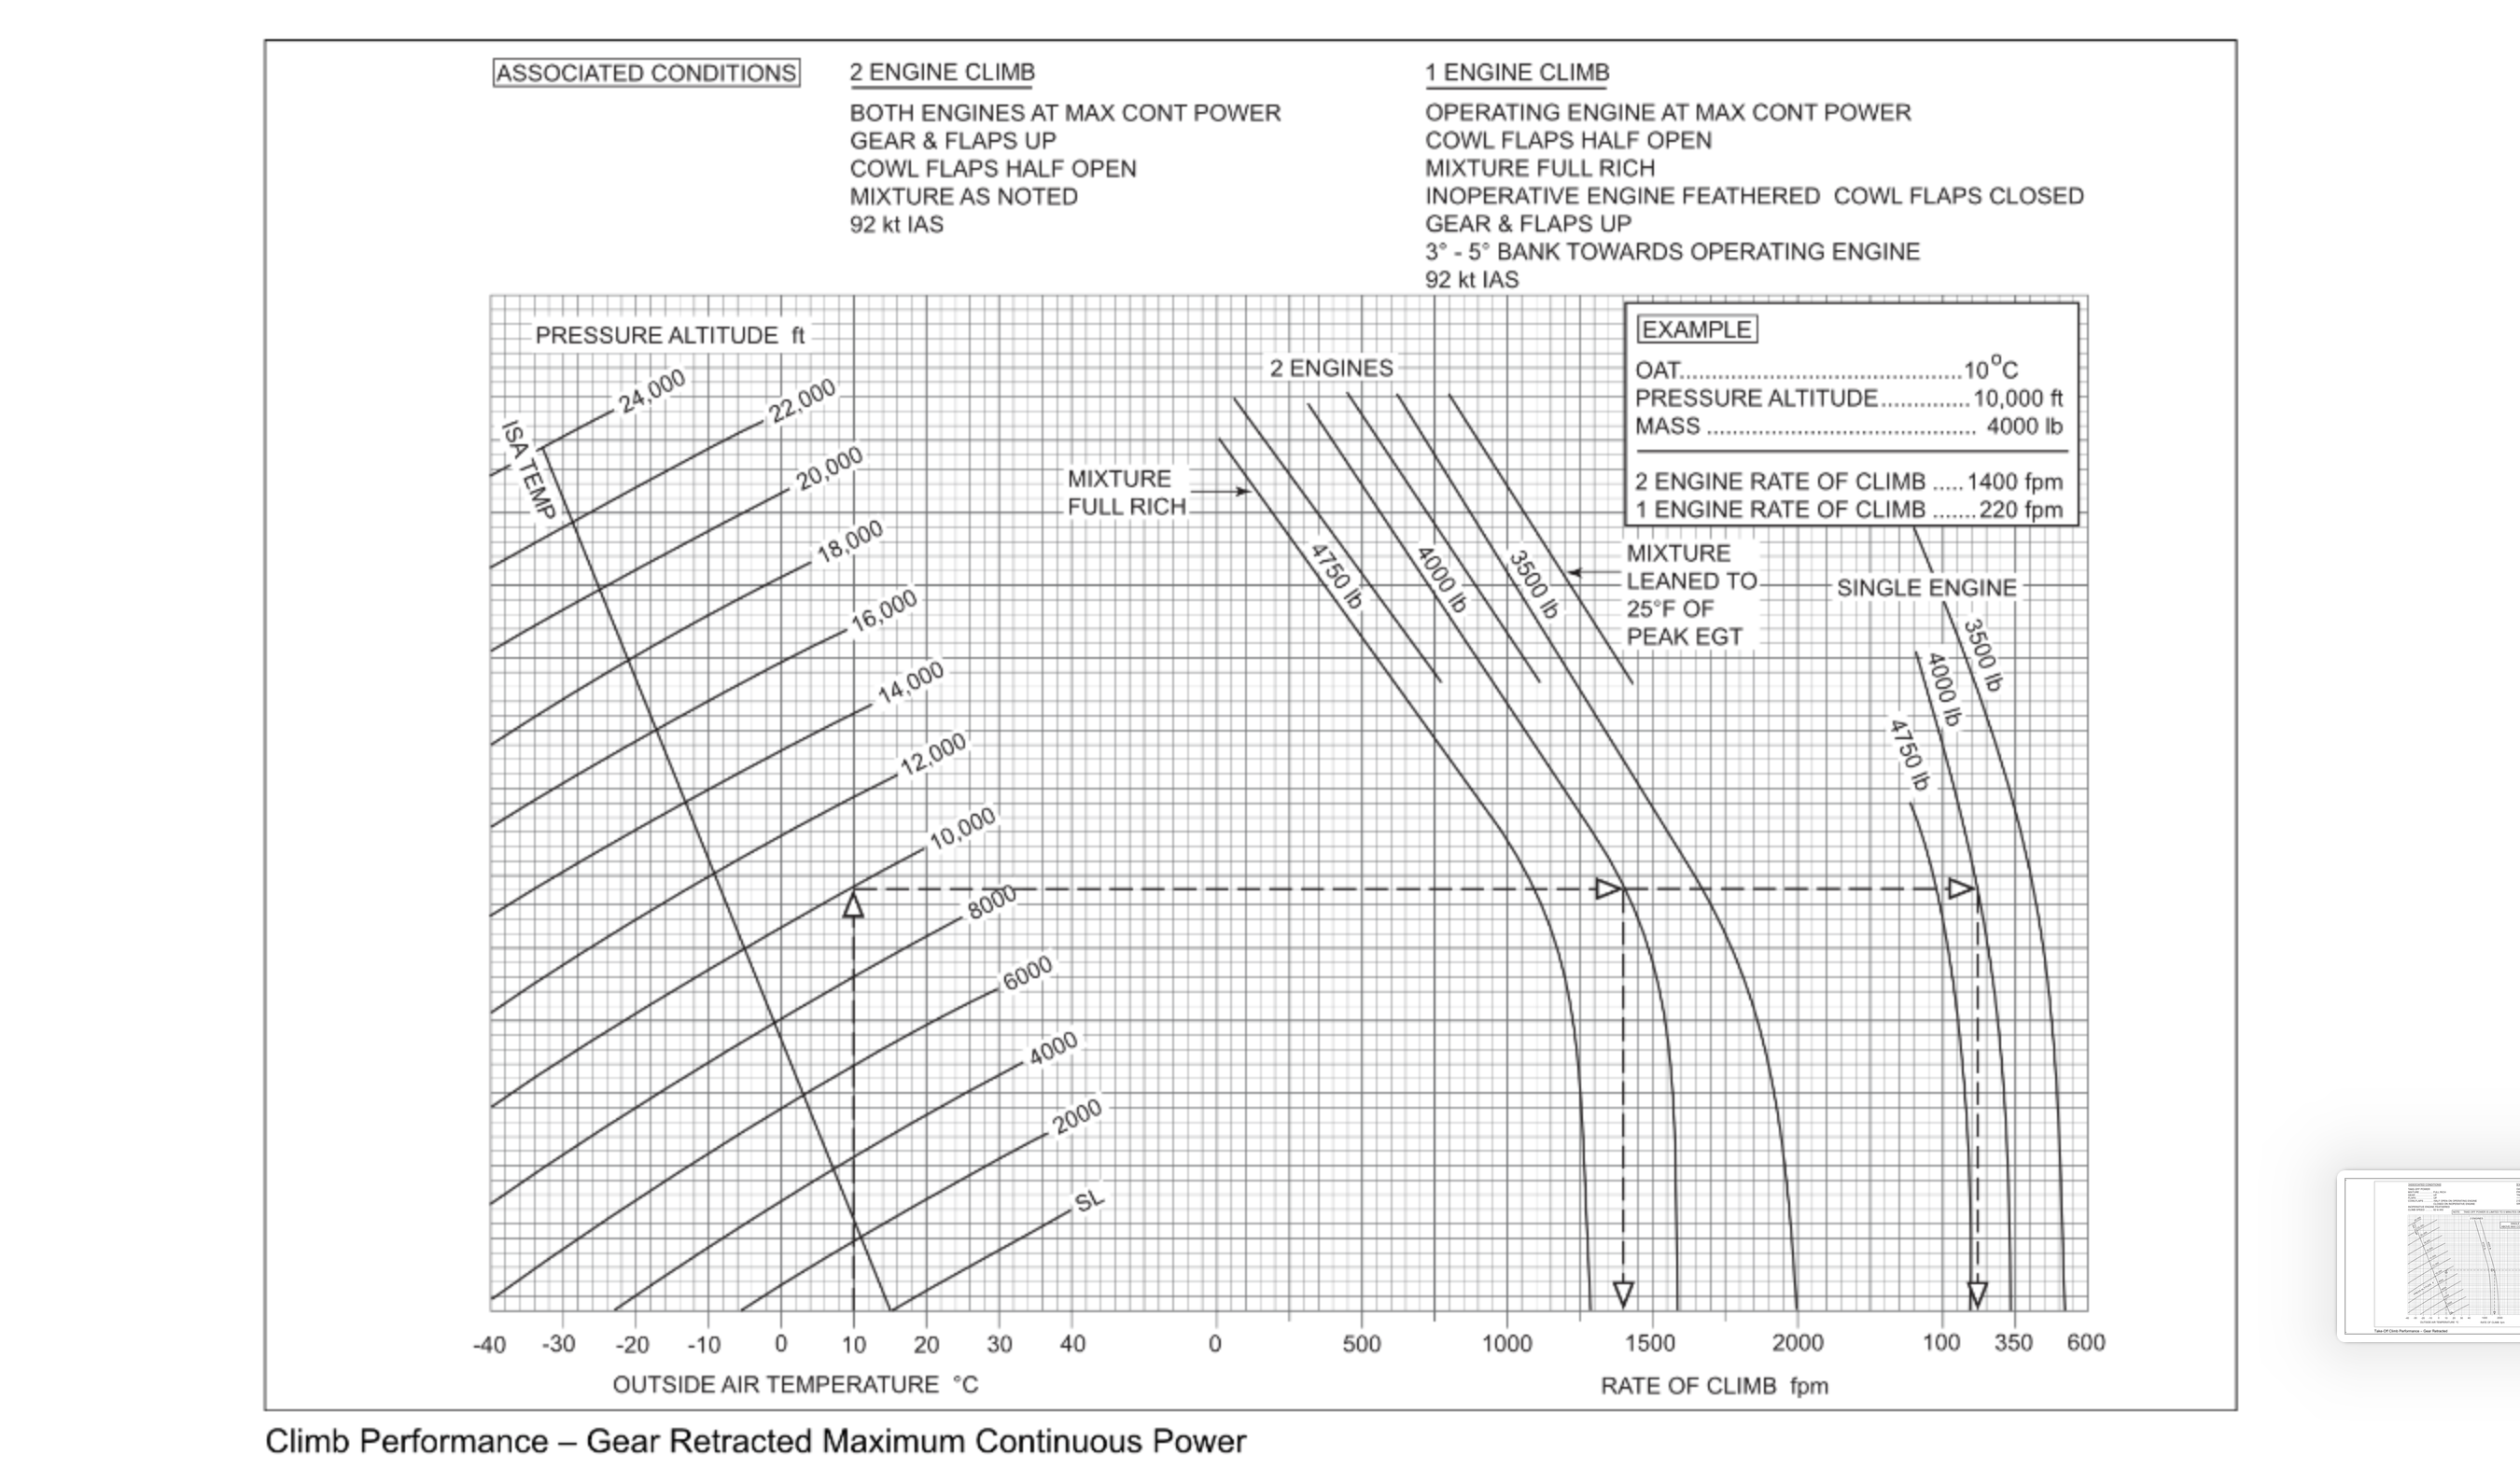 ASSOCIATED CONDITIONS
2 ENGINE CLIMB
BOTH ENGINES AT MAX CONT POWER
GEAR & FLAPS UP
COWL FLAPS HALF OPEN
MIXTURE AS NOTED
92 kt IAS
1 ENGINE CLIMB
OPERATING ENGINE AT MAX CONT POWER
COWL FLAPS HALF OPEN
MIXTURE FULL RICH
INOPERATIVE ENGINE FEATHERED COWL FLAPS CLOSED
GEAR & FLAPS UP
3° - 5° BANK TOWARDS OPERATING ENGINE
92 kt IAS
PRESSURE ALTITUDE ft
24,000
22,000
20,000
18,000
16,000
14,000
12,000
10,000
8000
6000
4000
2000
SL
ISA TEMP
2 ENGINES
MIXTURE
FULL RICH
4750 lb
4000 lb
3500 lb
MIXTURE
LEANED TO
25°F OF
PEAK EGT
EXAMPLE
OAT............................................10°C
PRESSURE ALTITUDE..............10,000 ft
MASS .......................................... 4000 lb
2 ENGINE RATE OF CLIMB .....1400 fpm
1 ENGINE RATE OF CLIMB .......220 fpm
SINGLE ENGINE
3500 lb
4000 lb
4750 lb
-40 -30 -20 -10 0 10 20 30 40 0 500 1000 1500 2000 100 350 600
OUTSIDE AIR TEMPERATURE °C
RATE OF CLIMB fpm
Climb Performance – Gear Retracted Maximum Continuous Power